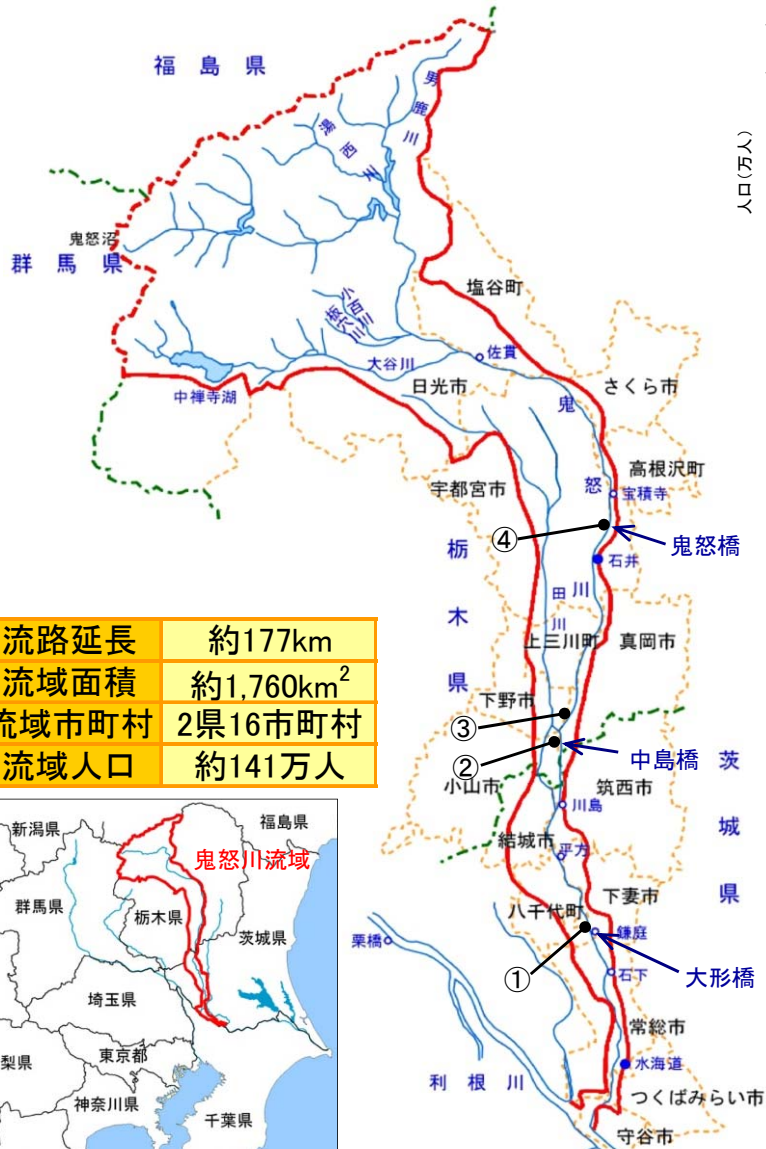 福島県
男鹿川
湯西川
人口(万人)
鬼怒沼
群馬県
塩谷町
小百川
板穴川
佐貫
大谷川
日光市
さくら市
中禅寺湖
鬼
高根沢町
宇都宮市
怒
宝積寺
④
鬼怒橋
栃木県
石井
田川
川
上三川町
真岡市
流路延長 約177km
流域面積 約1,760km²
流域市町村 2県16市町村
流域人口 約141万人
下野市
③
②
中島橋
茨城県
小山市
筑西市
川島
結城市
平方
下妻市
八千代町
鎌庭
栗橋
①
大形橋
石下
常総市
水海道
利根川
つくばみらい市
守谷市
新潟県
福島県
鬼怒川流域
群馬県
栃木県
茨城県
埼玉県
東京都
梨県
神奈川県
千葉県